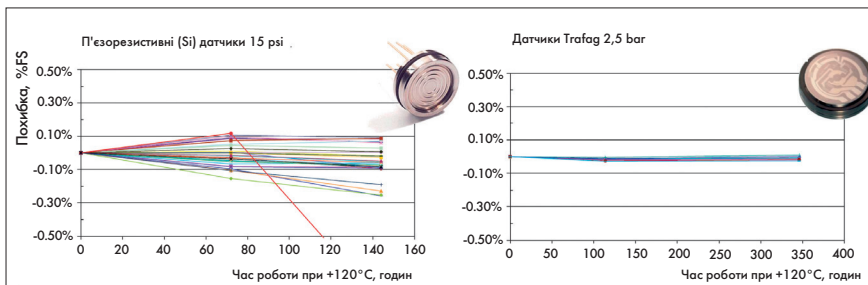 П'єзорезистивні (Si) датчики 15 psi
Похибка, %FS
0.50%
0.30%
0.10%
-0.10%
-0.30%
-0.50%
0 20 40 60 80 100 120 140 160
Час роботи при +120°C, годин
Датчики Trafag 2,5 bar
0.50%
0.30%
0.10%
-0.10%
-0.30%
-0.50%
0 50 100 150 200 250 300 350 400
Час роботи при +120°C, годин